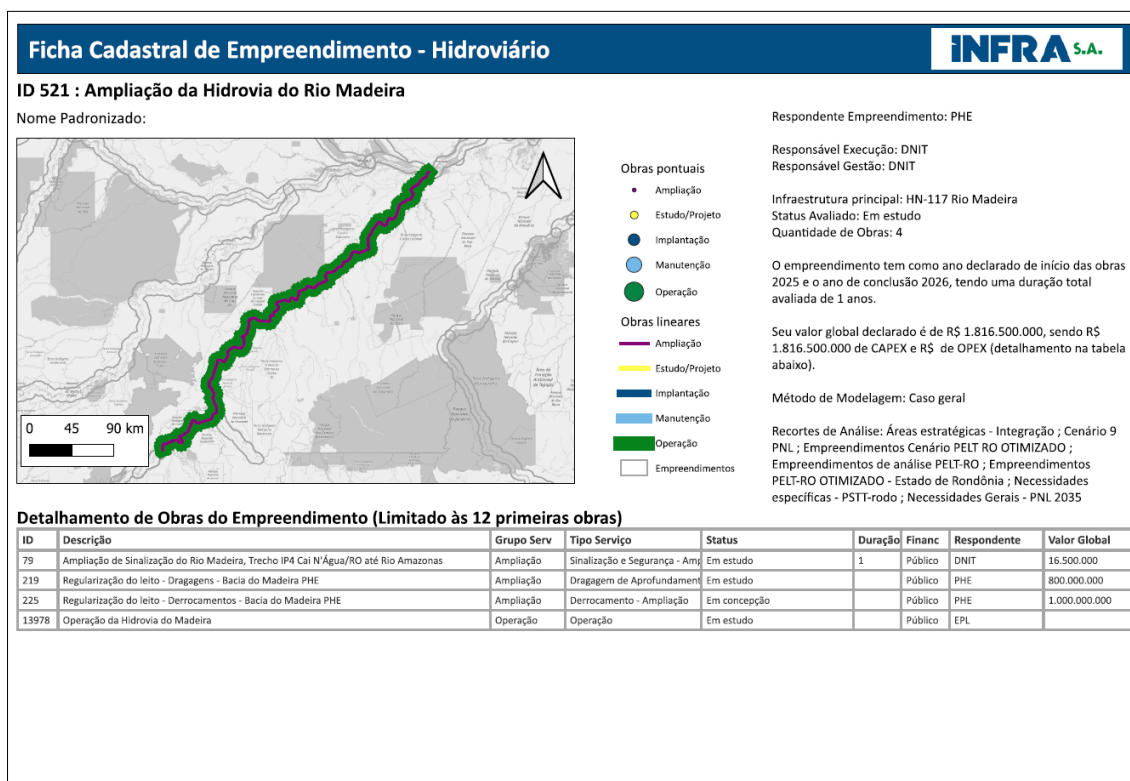 Ficha Cadastral de Empreendimento - Hidroviário
INFRA S.A.
ID 521 : Ampliação da Hidrovia do Rio Madeira
Nome Padronizado:
0 45 90 km
Obras pontuais
Ampliação
Estudo/Projeto
Implantação
Manutenção
Operação
Obras lineares
Ampliação
Estudo/Projeto
Implantação
Manutenção
Operação
Empreendimentos
Respondente Empreendimento: PHE
Responsável Execução: DNIT
Responsável Gestão: DNIT
Infraestrutura principal: HN-117 Rio Madeira
Status Avaliado: Em estudo
Quantidade de Obras: 4
O empreendimento tem como ano declarado de início das obras
2025 e o ano de conclusão 2026, tendo uma duração total
avaliada de 1 anos.
Seu valor global declarado é de R$ 1.816.500.000, sendo R$
1.816.500.000 de CAPEX e R$ de OPEX (detalhamento na tabela
abaixo).
Método de Modelagem: Caso geral
Recortes de Análise: Áreas estratégicas - Integração ; Cenário 9
PNL ; Empreendimentos Cenário PELT RO OTIMIZADO ;
Empreendimentos de análise PELT-RO ; Empreendimentos
PELT-RO OTIMIZADO - Estado de Rondônia ; Necessidades
específicas - PSTT-rodo ; Necessidades Gerais - PNL 2035
Detalhamento de Obras do Empreendimento (Limitado às 12 primeiras obras)
ID Descrição Grupo Serv Tipo Serviço Status Duração Financ Respondente Valor Global
79 Ampliação de Sinalização do Rio Madeira, Trecho IP4 Cai N'Água/RO até Rio Amazonas Ampliação Sinalização e Segurança - Amp Em estudo 1 Público DNIT 16.500.000
219 Regularização do leito - Dragagens - Bacia do Madeira PHE Ampliação Dragagem de Aprofundament Em estudo Público PHE 800.000.000
225 Regularização do leito - Derrocamentos - Bacia do Madeira PHE Ampliação Derrocamento - Ampliação Em concepção Público PHE 1.000.000.000
13978 Operação da Hidrovia do Madeira Operação Operação Em estudo Público EPL